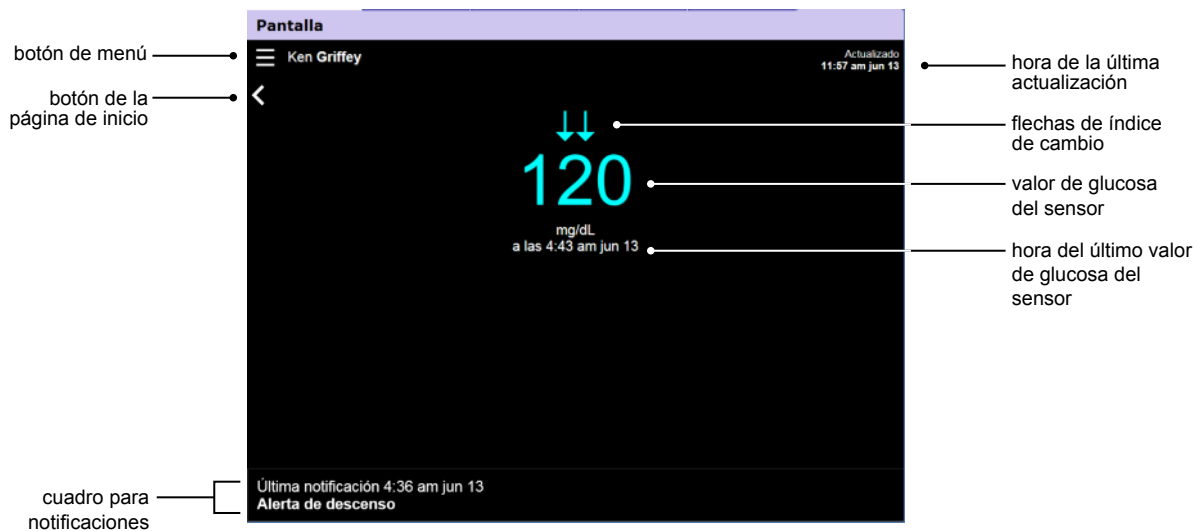 Pantalla
botón de menú
Ken Griffey
Actualizado
11:57 am jun 13
hora de la última
actualización
botón de la
página de inicio
flechas de índice
de cambio
120
valor de glucosa
del sensor
mg/dL
a las 4:43 am jun 13
hora del último valor
de glucosa del
sensor
cuadro para
notificaciones
Última notificación 4:36 am jun 13
Alerta de descenso